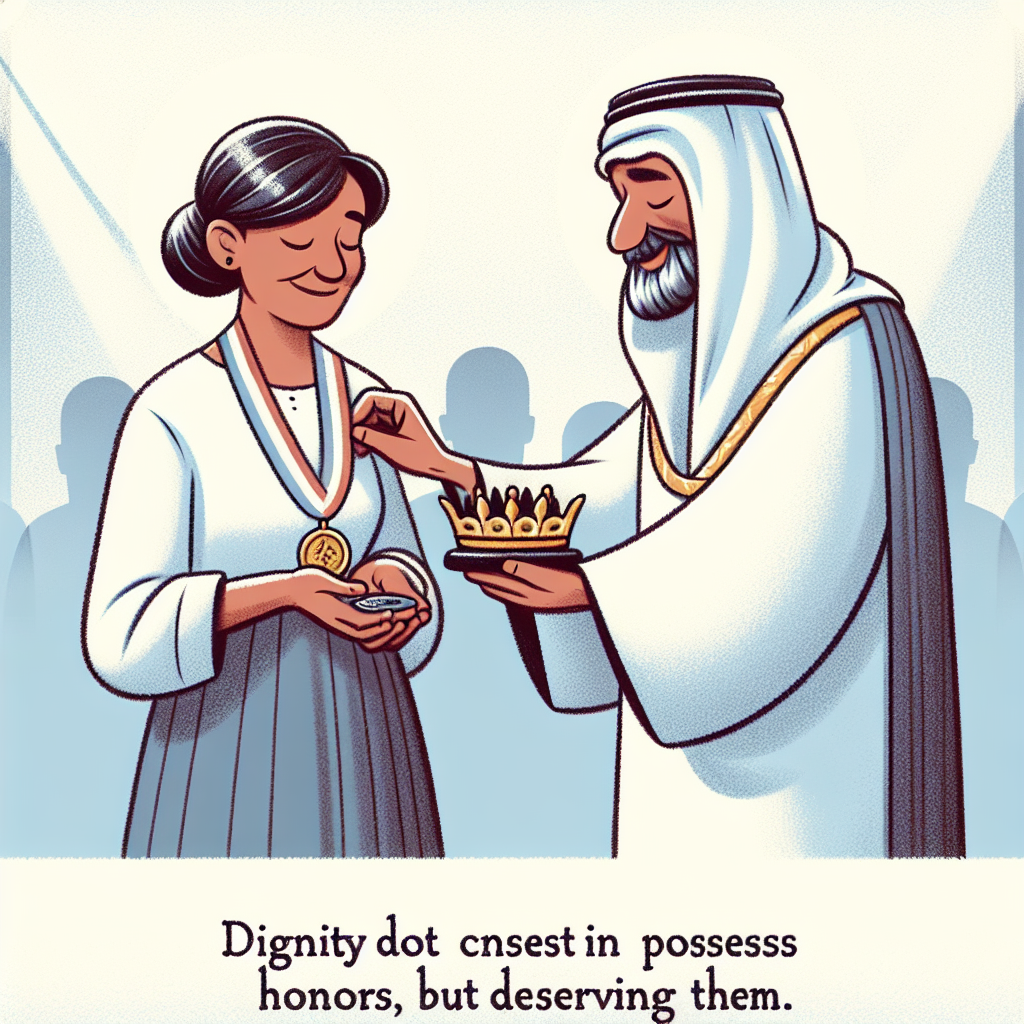 Dignity dot cnsest in possesss
honors, but deserving them.